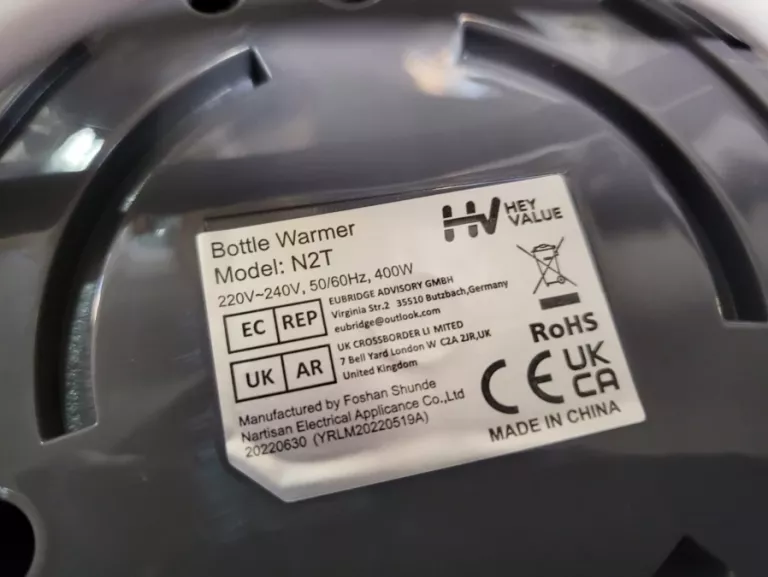 HV HEY
VALUE
Bottle Warmer
Model: N2T
220V~240V, 50/60Hz, 400W
EC REP
EUBRIDGE ADVISORY GMBH
Virginia Str.2 35510 Butzbach,Germany
eubridge@outlook.com
UK AR
UK CROSSBORDER LI MITED
7 Bell Yard London W C2A 2JR,UK
United Kingdom
Manufactured by Foshan Shunde
Nartisan Electrical Applicance Co.,Ltd
20220630 (YRLM20220519A)
RoHS
CE UK
CA
MADE IN CHINA